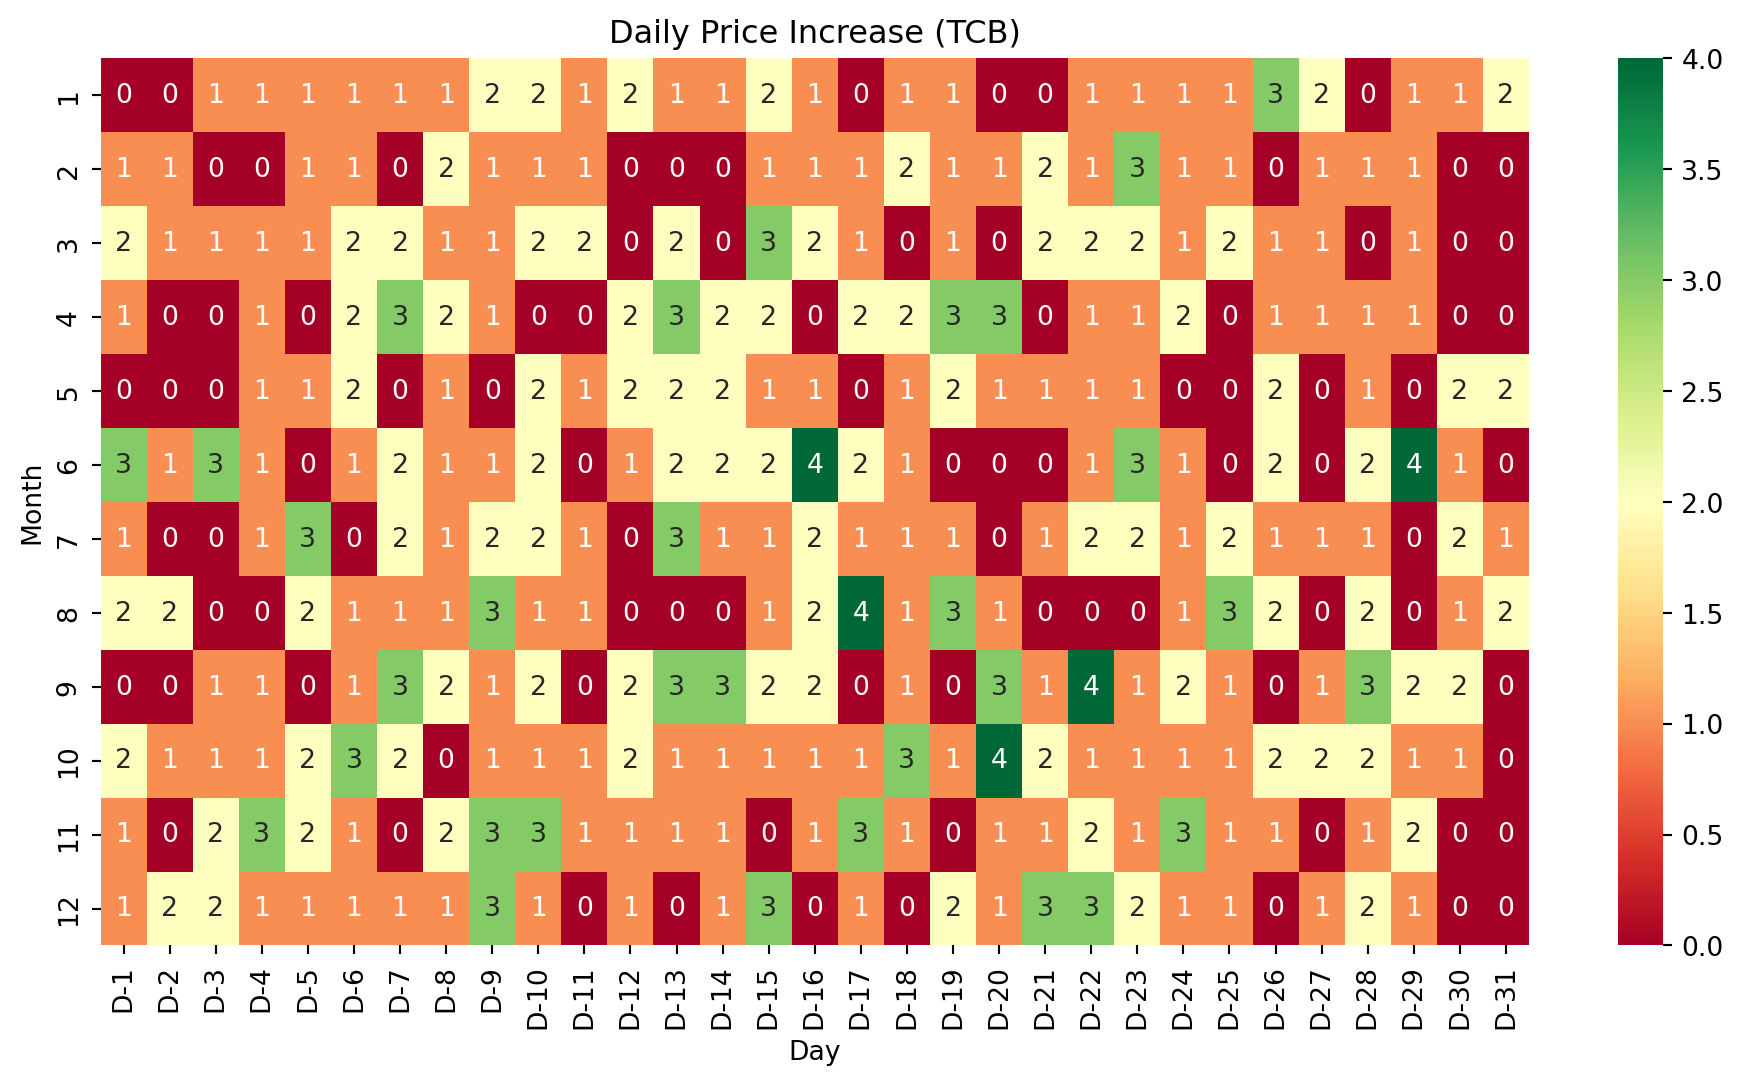 Daily Price Increase (TCB)
1 0 0 1 1 1 1 1 1 2 2 1 2 1 1 2 1 0 1 1 0 0 1 1 1 1 3 2 0 1 1 2
2 1 1 0 0 1 1 0 2 1 1 1 0 0 0 1 1 1 2 1 1 2 1 3 1 1 0 1 1 1 0 0
3 2 1 1 1 1 2 2 1 1 2 2 0 2 0 3 2 1 0 1 0 2 2 2 1 2 1 1 0 1 0 0
4 1 0 0 1 0 2 3 2 1 0 0 2 3 2 2 0 2 2 3 3 0 1 1 2 0 1 1 1 1 0 0
5 0 0 0 1 1 2 0 1 0 2 1 2 2 2 1 1 0 1 2 1 1 1 1 0 0 2 0 1 0 2 2
6 3 1 3 1 0 1 2 1 1 2 0 1 2 2 2 4 2 1 0 0 0 1 3 1 0 2 0 2 4 1 0
7 1 0 0 1 3 0 2 1 2 2 1 0 3 1 1 2 1 1 1 0 1 2 2 1 2 1 1 1 0 2 1
8 2 2 0 0 2 1 1 1 3 1 1 0 0 0 1 2 4 1 3 1 0 0 0 1 3 2 0 2 0 1 2
9 0 0 1 1 0 1 3 2 1 2 0 2 3 3 2 2 0 1 0 3 1 4 1 2 1 0 1 3 2 2 0
10 2 1 1 1 2 3 2 0 1 1 1 2 1 1 1 1 1 3 1 4 2 1 1 1 1 2 2 2 1 1 0
11 1 0 2 3 2 1 0 2 3 3 1 1 1 1 0 1 3 1 0 1 1 2 1 3 1 1 0 1 2 0 0
12 1 2 2 1 1 1 1 1 3 1 0 1 0 1 3 0 1 0 2 1 3 3 2 1 1 0 1 2 1 0 0
Month
D-1 D-2 D-3 D-4 D-5 D-6 D-7 D-8 D-9 D-10 D-11 D-12 D-13 D-14 D-15 D-16 D-17 D-18 D-19 D-20 D-21 D-22 D-23 D-24 D-25 D-26 D-27 D-28 D-29 D-30 D-31
Day
4.0
3.5
3.0
2.5
2.0
1.5
1.0
0.5
0.0